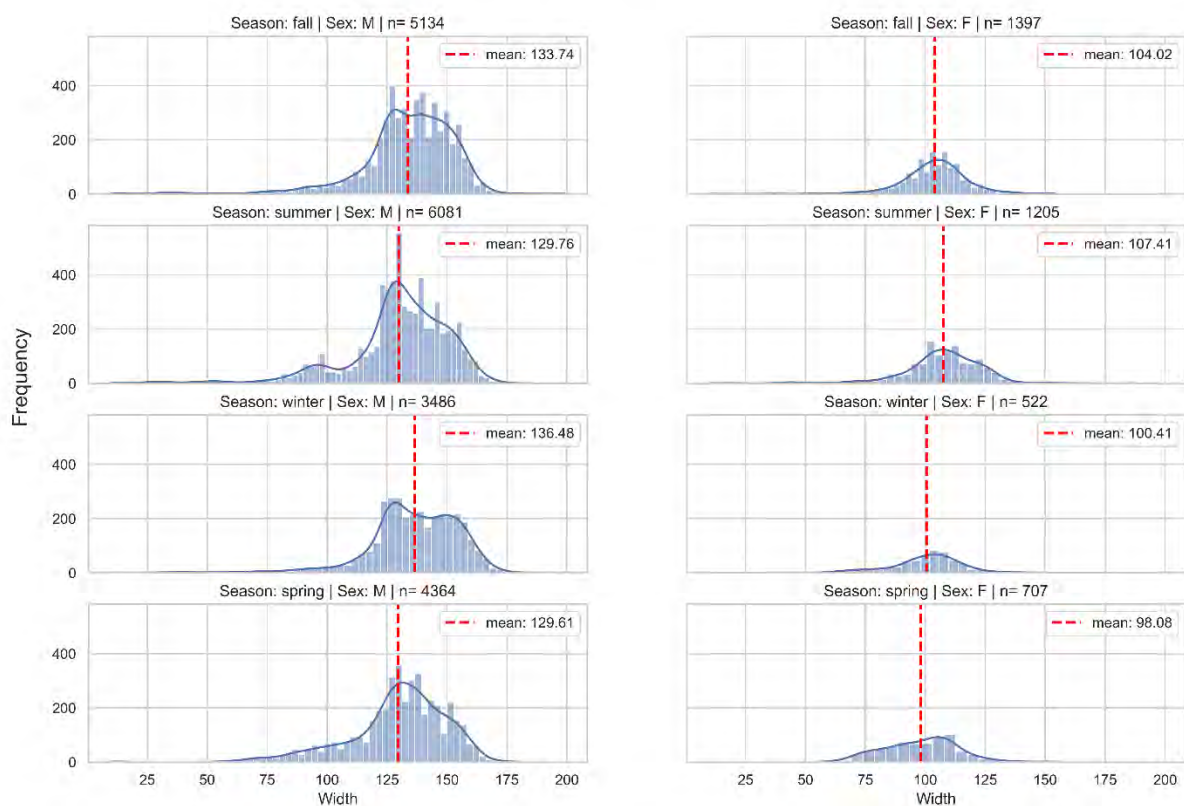 Season: fall | Sex: M | n= 5134
Season: fall | Sex: F | n= 1397
mean: 133.74
mean: 104.02
400
200
0
Season: summer | Sex: M | n= 6081
Season: summer | Sex: F | n= 1205
mean: 129.76
mean: 107.41
400
200
0
Frequency
Season: winter | Sex: M | n= 3486
Season: winter | Sex: F | n= 522
mean: 136.48
mean: 100.41
400
200
0
Season: spring | Sex: M | n= 4364
Season: spring | Sex: F | n= 707
mean: 129.61
mean: 98.08
400
200
0
25 50 75 100 125 150 175 200
25 50 75 100 125 150 175 200
Width
Width